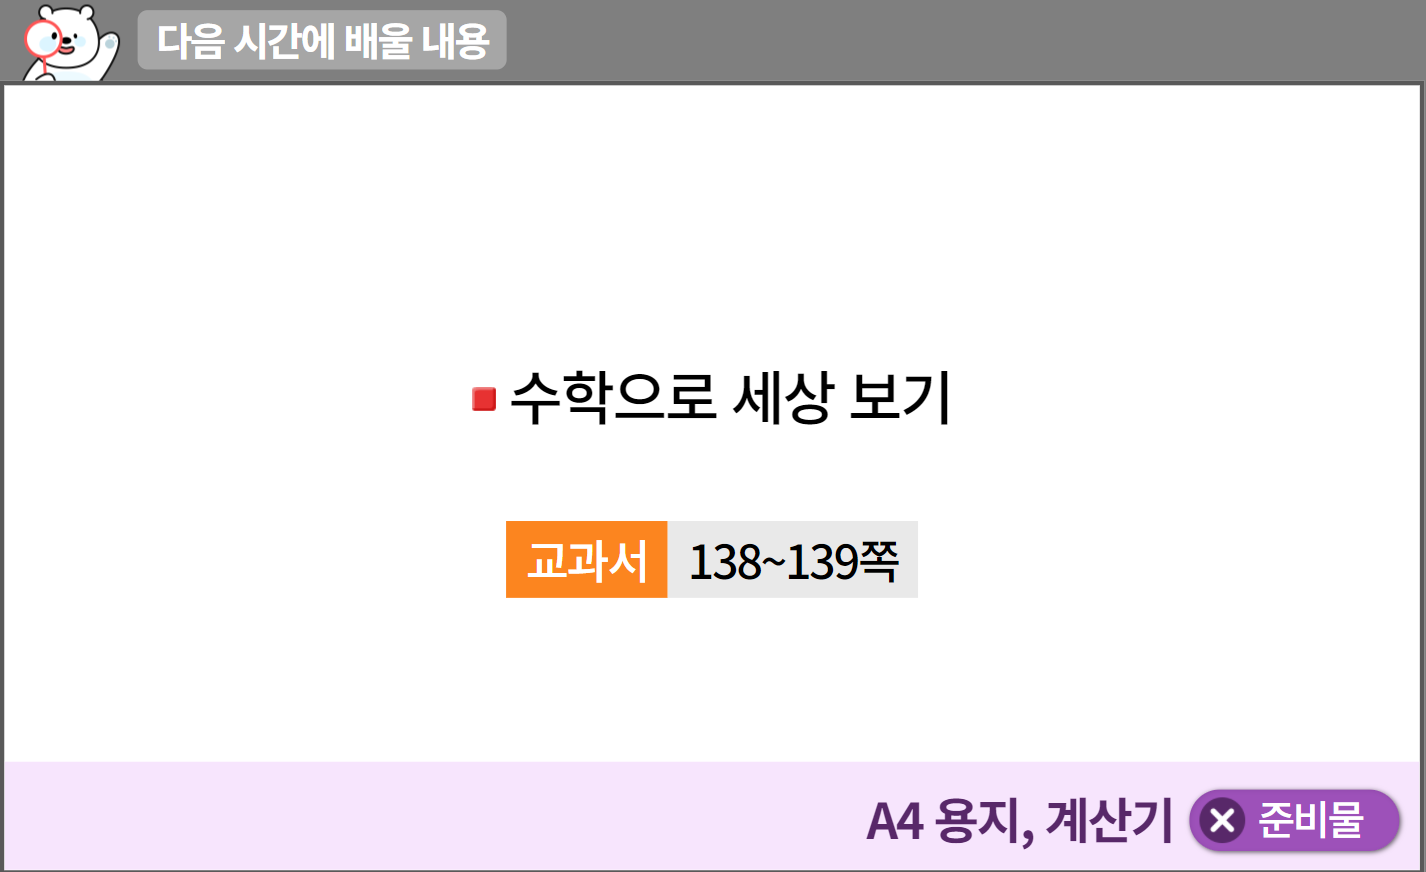 다음 시간에 배울 내용
수학으로 세상 보기
교과서 138~139쪽
A4 용지, 계산기 준비물